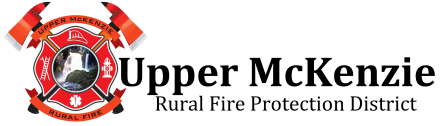 UPPER MCKENZIE
RURAL FIRE
Upper McKenzie
Rural Fire Protection District